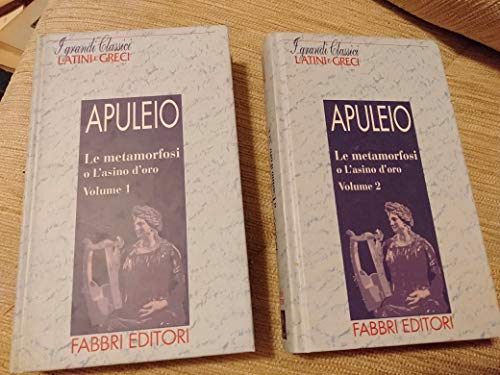 I grandi Classici
LATINI e GRECI
APULEIO
Le metamorfosi
o L'asino d'oro
Volume 1
FABBRI EDITORI
I grandi Classici
LATINI e GRECI
APULEIO
Le metamorfosi
o L'asino d'oro
Volume 2
FABBRI EDITORI